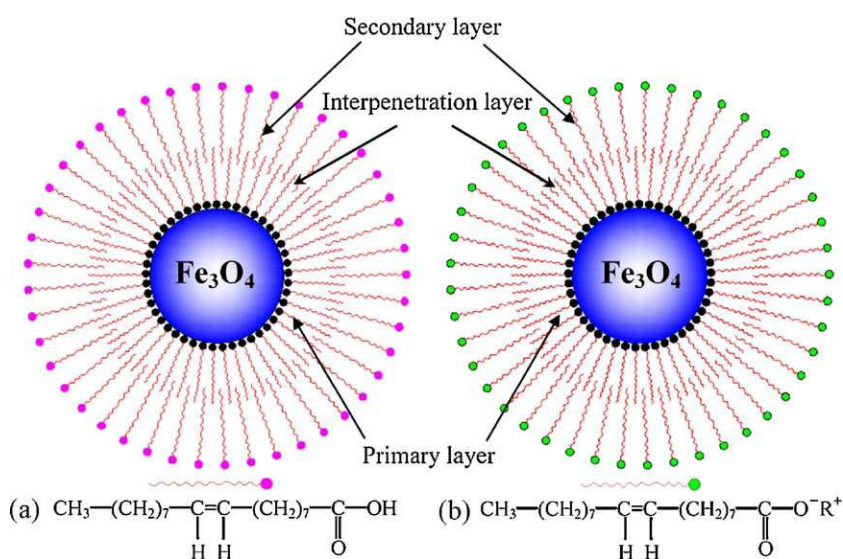 Secondary layer
Interpenetration layer
Fe₃O₄ Fe₃O₄
Primary layer
(a) CH₃—(CH₂)₇—C=C—(CH₂)₇—C—OH (b) CH₃—(CH₂)₇—C=C—(CH₂)₇—C—O⁻R⁺
H H O H H O